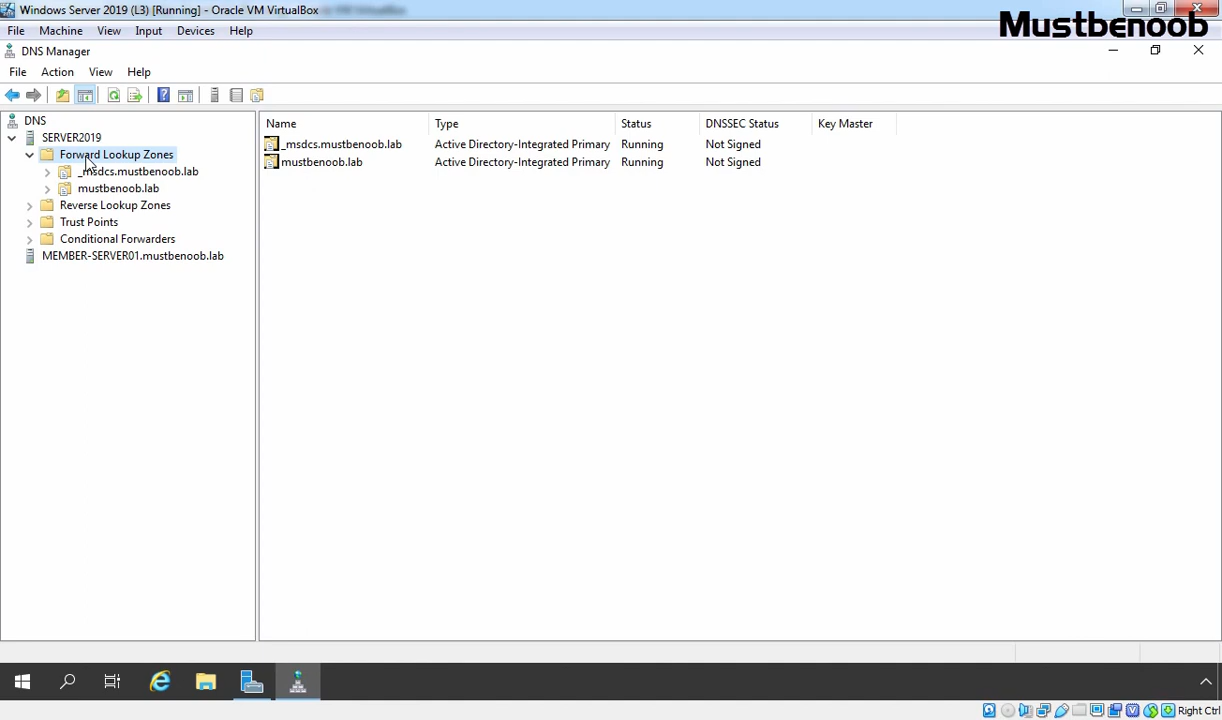 Windows Server 2019 (L3) [Running] - Oracle VM VirtualBox
Mustbenoob
File Machine View Input Devices Help
DNS Manager
File Action View Help
DNS
SERVER2019
Forward Lookup Zones
_msdcs.mustbenoob.lab
mustbenoob.lab
Reverse Lookup Zones
Trust Points
Conditional Forwarders
MEMBER-SERVER01.mustbenoob.lab
Name Type Status DNSSEC Status Key Master
_msdcs.mustbenoob.lab Active Directory-Integrated Primary Running Not Signed
mustbenoob.lab Active Directory-Integrated Primary Running Not Signed
Right Ctrl